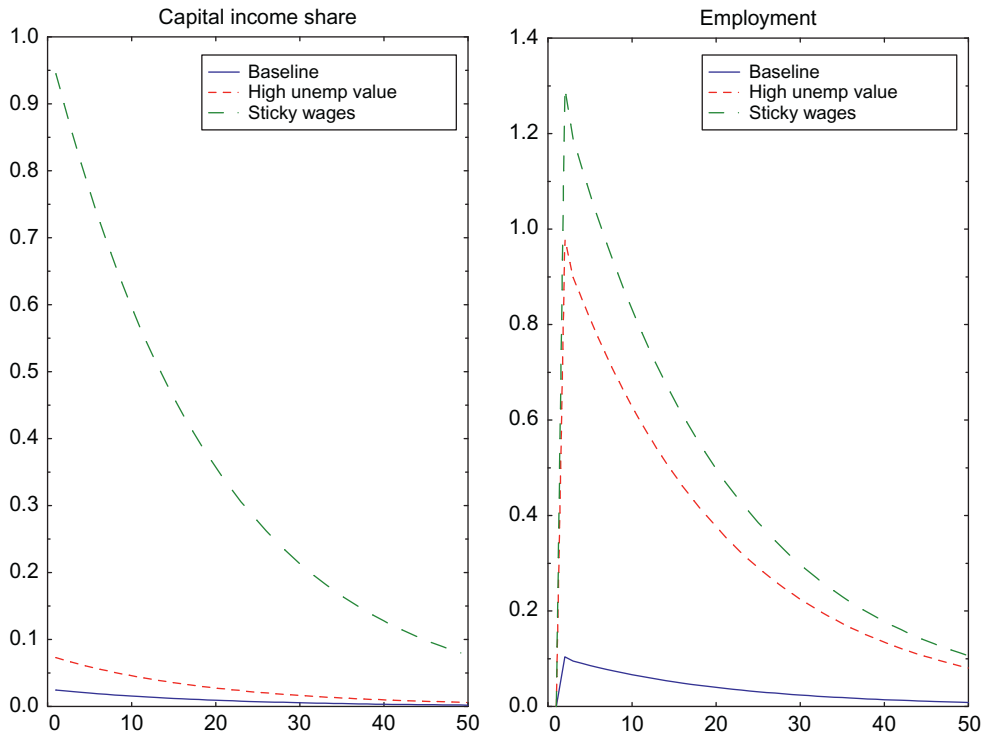 Capital income share
1.0
0.9
0.8
0.7
0.6
0.5
0.4
0.3
0.2
0.1
0.0
0 10 20 30 40 50
Baseline
High unemp value
Sticky wages
Employment
1.4
1.2
1.0
0.8
0.6
0.4
0.2
0.0
0 10 20 30 40 50
Baseline
High unemp value
Sticky wages